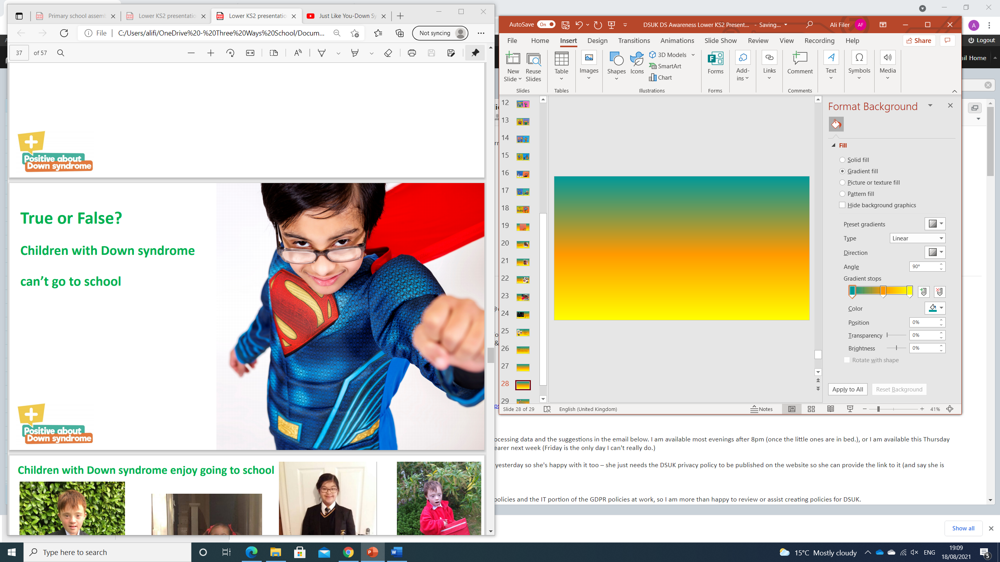 Primary school assemb
Lower KS2 presentatio
Lower KS2 presentatio
Just Like You-Down Sy
File
C:/Users/alifi/OneDrive%20-%20Three%20Ways%20School/Docum...
Not syncing
37
of 57
Positive about
Down syndrome
True or False?
Children with Down syndrome
can't go to school
Positive about
Down syndrome
Children with Down syndrome enjoy going to school
AutoSave
On
DSUK DS Awareness Lower KS2 Present... - Saving...
Ali Filer
AF
File
Home
Insert
Design
Transitions
Animations
Slide Show
Review
View
Recording
Help
Share
New
Slide
Reuse
Slides
Table
Images
Shapes
Icons
3D Models
SmartArt
Chart
Forms
Add-
ins
Links
Comment
Text
Symbols
Media
Slides
Tables
Illustrations
Forms
Comments
12
13
14
15
16
17
18
19
20
21
22
23
24
25
26
27
28
29
Format Background
Fill
Solid fill
Gradient fill
Picture or texture fill
Pattern fill
Hide background graphics
Preset gradients
Type
Linear
Direction
Angle
90°
Gradient stops
Color
Position
0%
Transparency
0%
Brightness
0%
Rotate with shape
Apply to All
Reset Background
Slide 28 of 29
English (United Kingdom)
Notes
41%
A
Logout
ail Home
ocessing data and the suggestions in the email below. I am available most evenings after 8pm (once the little ones are in bed.), or I am available this Thursday
earer next week (Friday is the only day I can't really do.)
yesterday so she's happy with it too – she just needs the DSUK privacy policy to be published on the website so she can provide the link to it (and say she is
policies and the IT portion of the GDPR policies at work, so I am more than happy to review or assist creating policies for DSUK.
Show all
Type here to search
15°C Mostly cloudy
ENG
19:09
18/08/2021
5